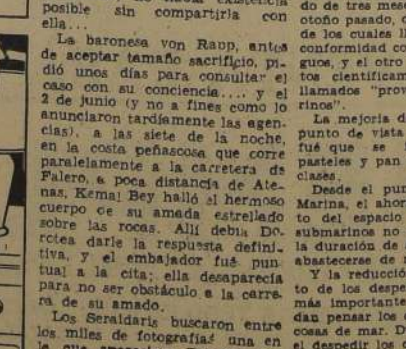 posible sin compartirla con
ella...
La baronesa von Raup, antes
de aceptar tamaño sacrificio, pi-
dió unos días para consultar el
caso con su conciencia.... y el
2 de junio (y no a fines como lo
anunciaron tardíamente las agen-
cias), a las siete de la noche,
en la costa peñascosa que corre
paralelamente a la carretera de
Falero, a poca distancia de Ate-
nas, Kemal Bey halló el hermoso
cuerpo de su amada estrellado
sobre las rocas. Allí debía Do-
rotea darle la respuesta defini-
tiva, y el embajador fué pun-
tual a la cita; ella desaparecía
para no ser obstáculo a la carre-
ra de su amado.
Los Seraidaris buscaron entre
los miles de fotografías una en
do de tres mes
otoño pasado,
de los cuales
conformidad co
guos, y el otro
tos científicam
llamados "prov
rinos".
La mejoría d
punto de vista
fué que se
pasteles y pan
clases.
Desde el pun
Marina, el ahor
to del espacio
submarinos no
la duración de
abastecerse de
Y la reducció
to de los despe
más importante
dan pensar los
cosas de mar. D
el despedir los